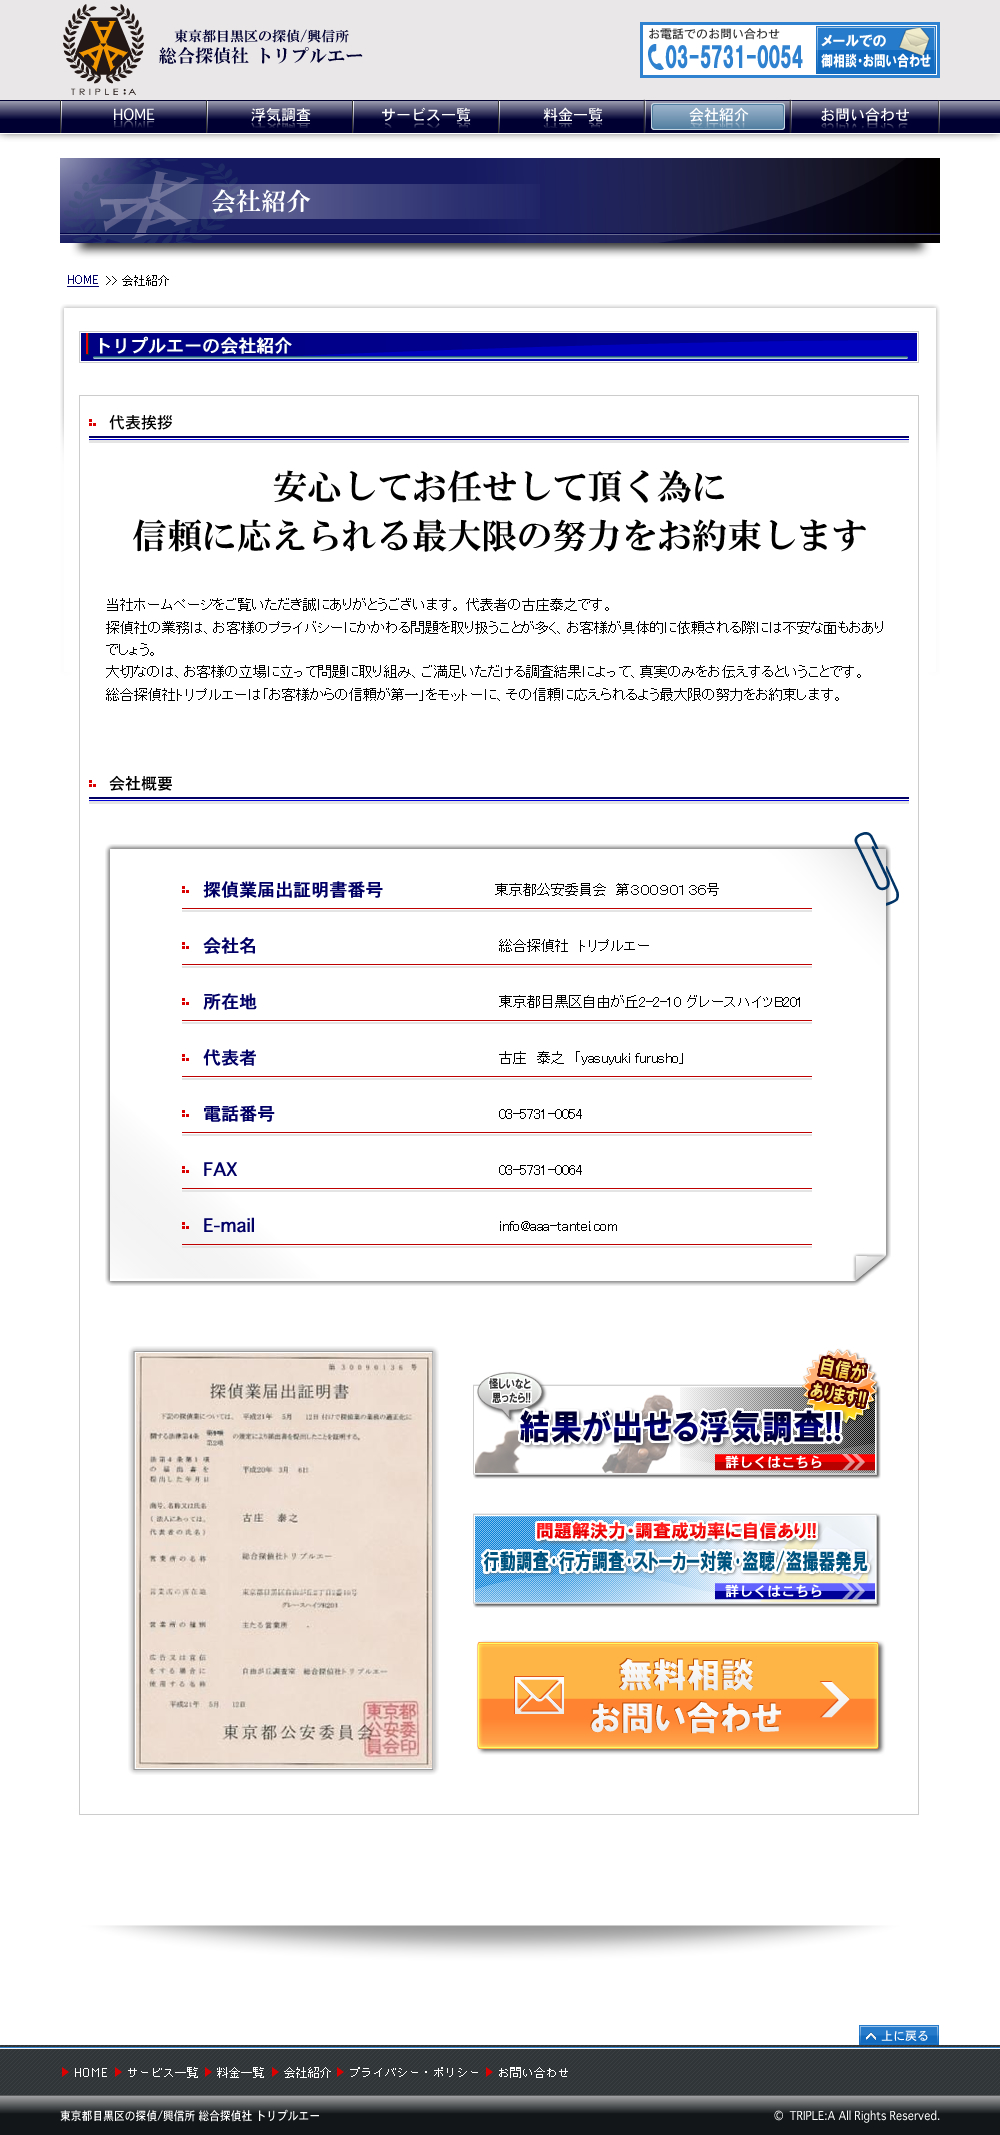 東京都目黒区の探偵/興信所
総合探偵社 トリプルエー
TRIPLE:A
お電話でのお問い合わせ
03-5731-0054
メールでの
御相談・お問い合わせ
HOME 浮気調査 サービス一覧 料金一覧 会社紹介 お問い合わせ
会社紹介
HOME >> 会社紹介
トリプルエーの会社紹介
代表挨拶
安心してお任せして頂く為に
信頼に応えられる最大限の努力をお約束します
当社ホームページをご覧いただき誠にありがとうございます。代表者の古庄泰之です。
探偵社の業務は、お客様のプライバシーにかかわる問題を取り扱うことが多く、お客様が具体的に依頼される際には不安な面もおあり
でしょう。
大切なのは、お客様の立場に立って問題に取り組み、ご満足いただける調査結果によって、真実のみをお伝えするということです。
総合探偵社トリプルエーは「お客様からの信頼が第一」をモットーに、その信頼に応えられるよう最大限の努力をお約束します。
会社概要
探偵業届出証明書番号 東京都公安委員会 第30090136号
会社名 総合探偵社 トリプルエー
所在地 東京都目黒区自由が丘2-2-10 グレースハイツB201
代表者 古庄 泰之 「yasuyuki furusho」
電話番号 03-5731-0054
FAX 03-5731-0064
E-mail info@aaa-tantei.com
第30090136号
探偵業届出証明書
下記の探偵業については、平成21年 5月 12日付けで探偵業の業務の適正化に
関する法律第4条 の規定により届出書を提出したことを証明する。
法第4条第1項
の届出書を
提出した年月日
平成20年 3月 6日
商号、名称又は氏名
(法人にあっては、
代表者の氏名)
古庄 泰之
営業所の名称 総合探偵社トリプルエー
営業所の所在地 東京都目黒区自由が丘2丁目2番10号
グレースハイツB201
営業所の種別 主たる営業所
広告又は宣伝
をする場合に
使用する名称
自由が丘調査室 総合探偵社トリプルエー
平成21年 5月 12日
東京都公安委員会
東京都
公安委
員会印
怪しいなと
思ったら!!
自信が
あります!!
結果が出せる浮気調査!!
詳しくはこちら
問題解決力・調査成功率に自信あり!!
行動調査・行方調査・ストーカー対策・盗聴/盗撮器発見
詳しくはこちら
無料相談
お問い合わせ
上に戻る
HOME サービス一覧 料金一覧 会社紹介 プライバシー・ポリシー お問い合わせ
東京都目黒区の探偵/興信所 総合探偵社 トリプルエー
© TRIPLE:A All Rights Reserved.